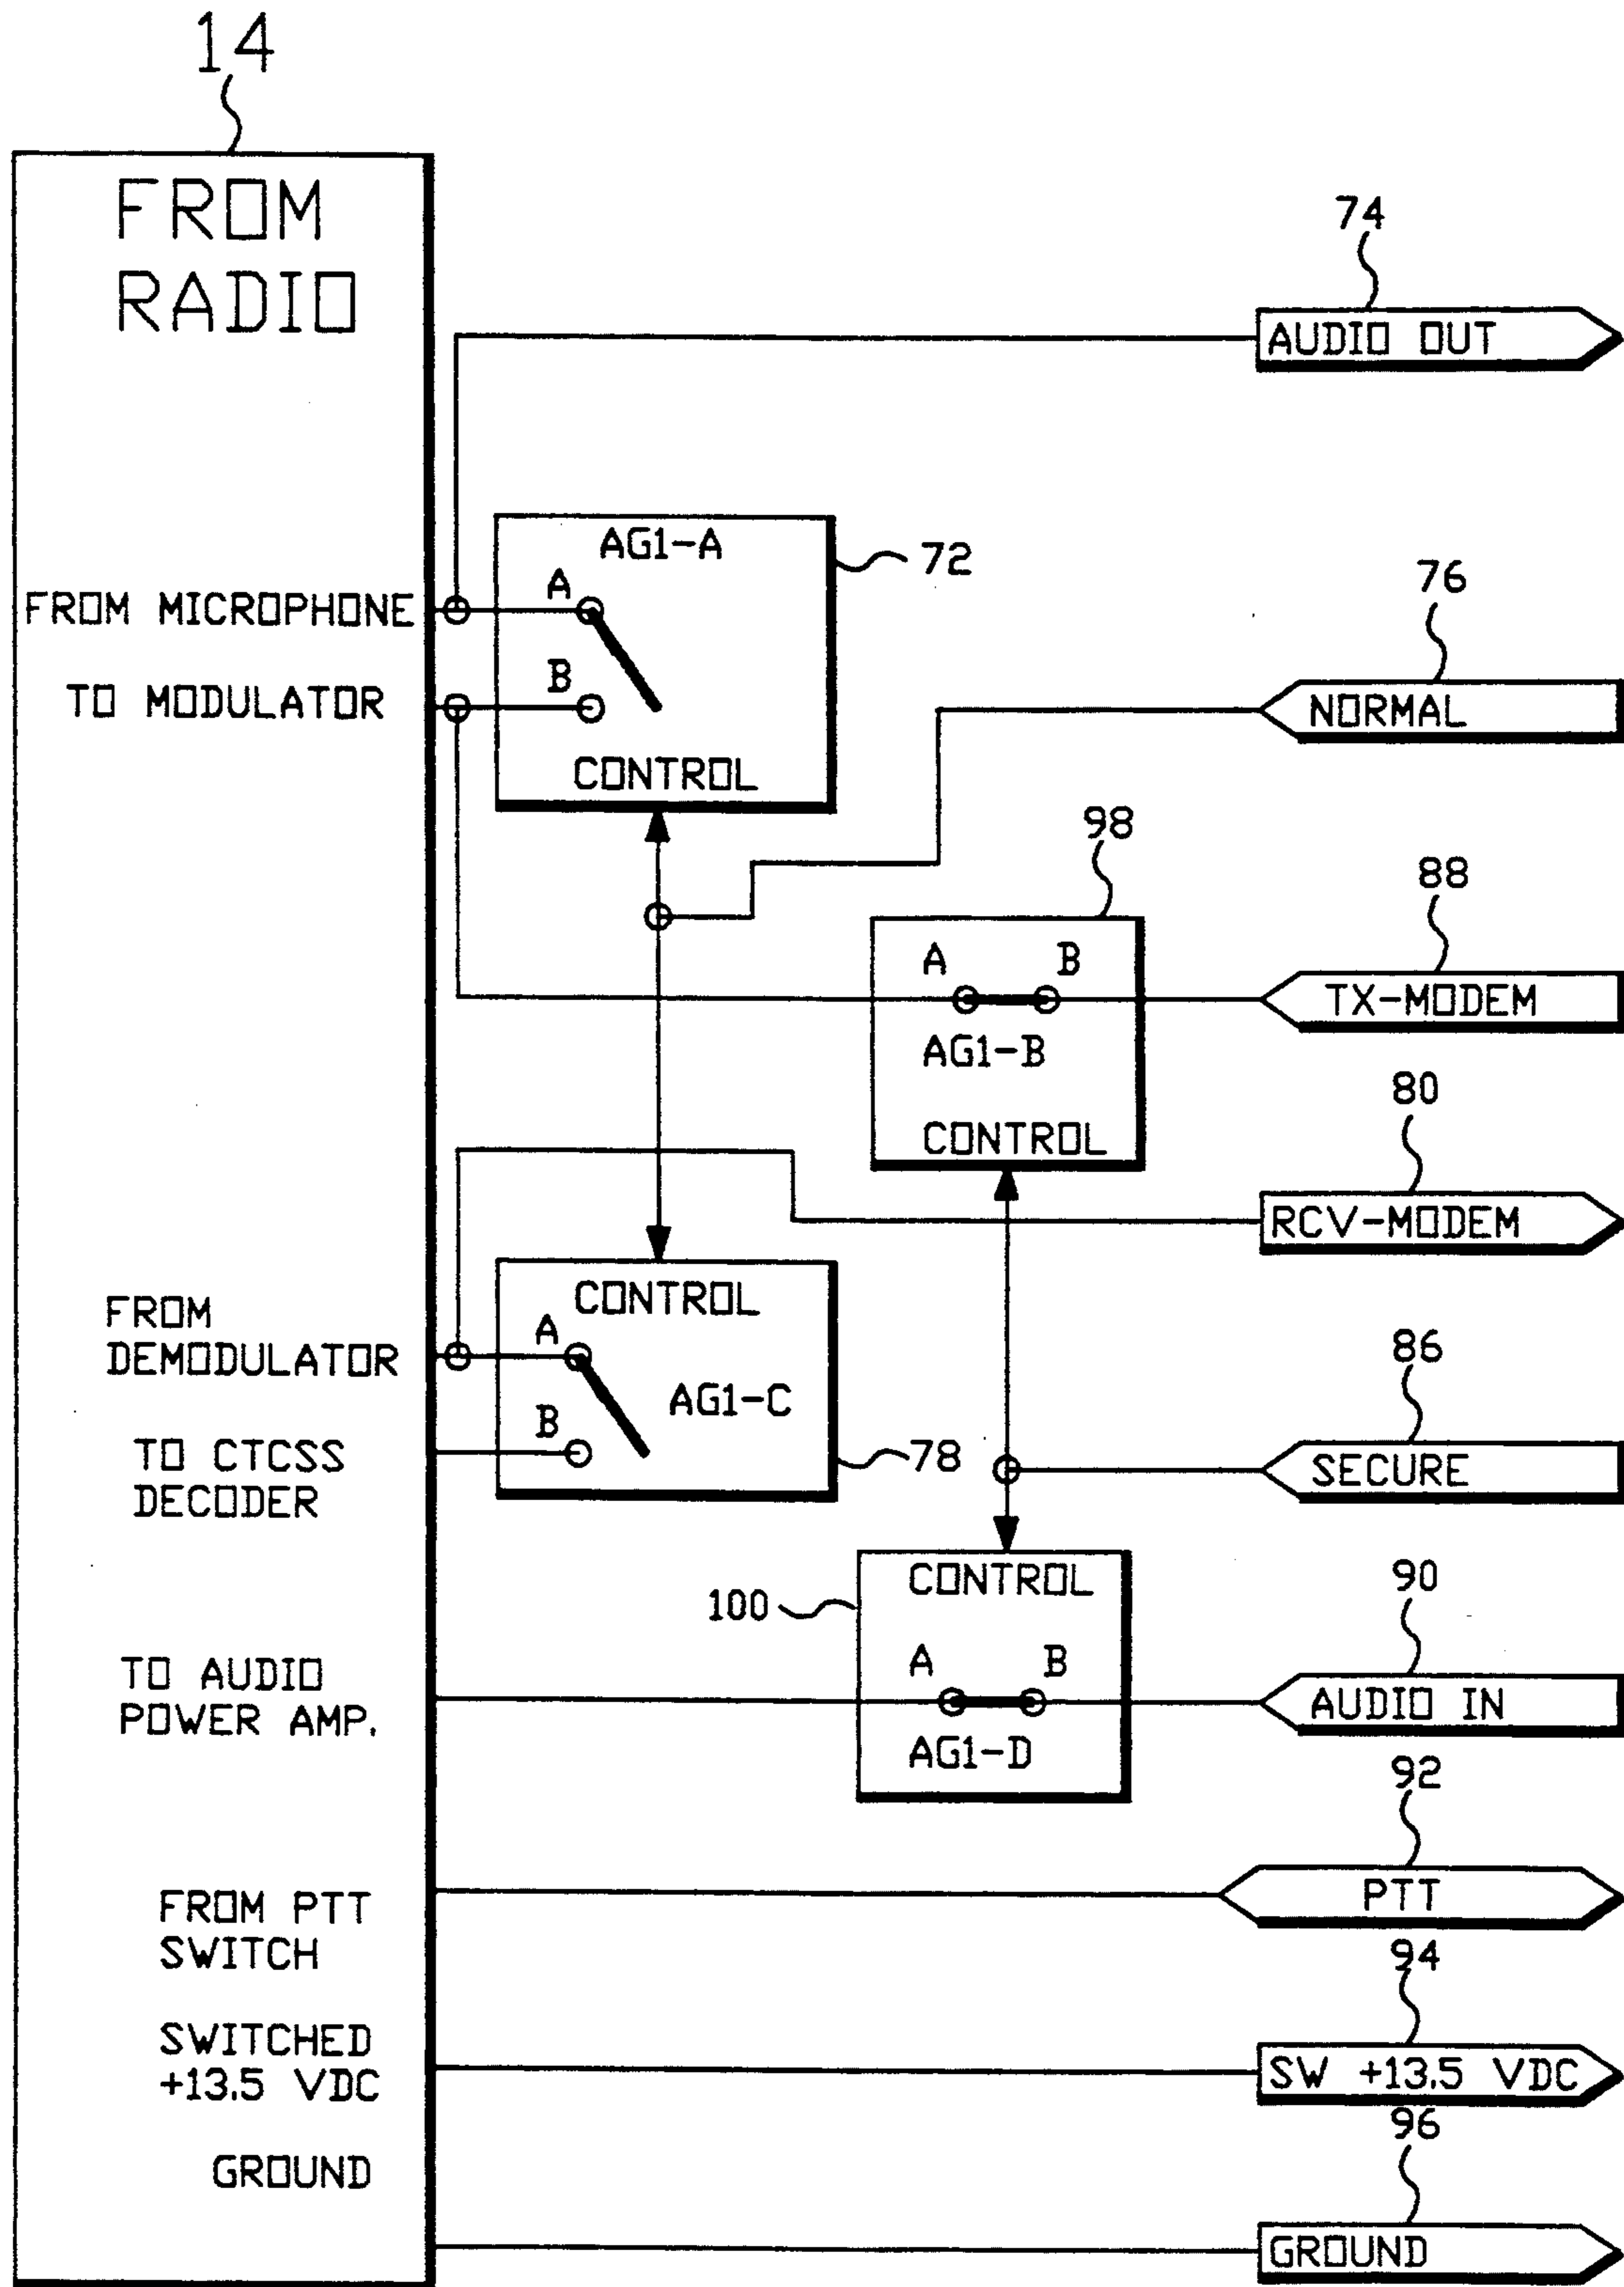 14
FROM
RADIO
74
AUDIO OUT
AG1-A
72
A
FROM MICROPHONE
76
B
TO MODULATOR
NORMAL
CONTROL
98
88
A B
TX-MODEM
AG1-B
80
CONTROL
RCV-MODEM
CONTROL
FROM
DEMODULATOR
A
86
AG1-C
B
TO CTCSS
DECODER
78
SECURE
CONTROL
100
90
TO AUDIO
POWER AMP.
A B
AUDIO IN
AG1-D
92
FROM PTT
SWITCH
PTT
94
SWITCHED
+13.5 VDC
SW +13.5 VDC
96
GROUND
GROUND